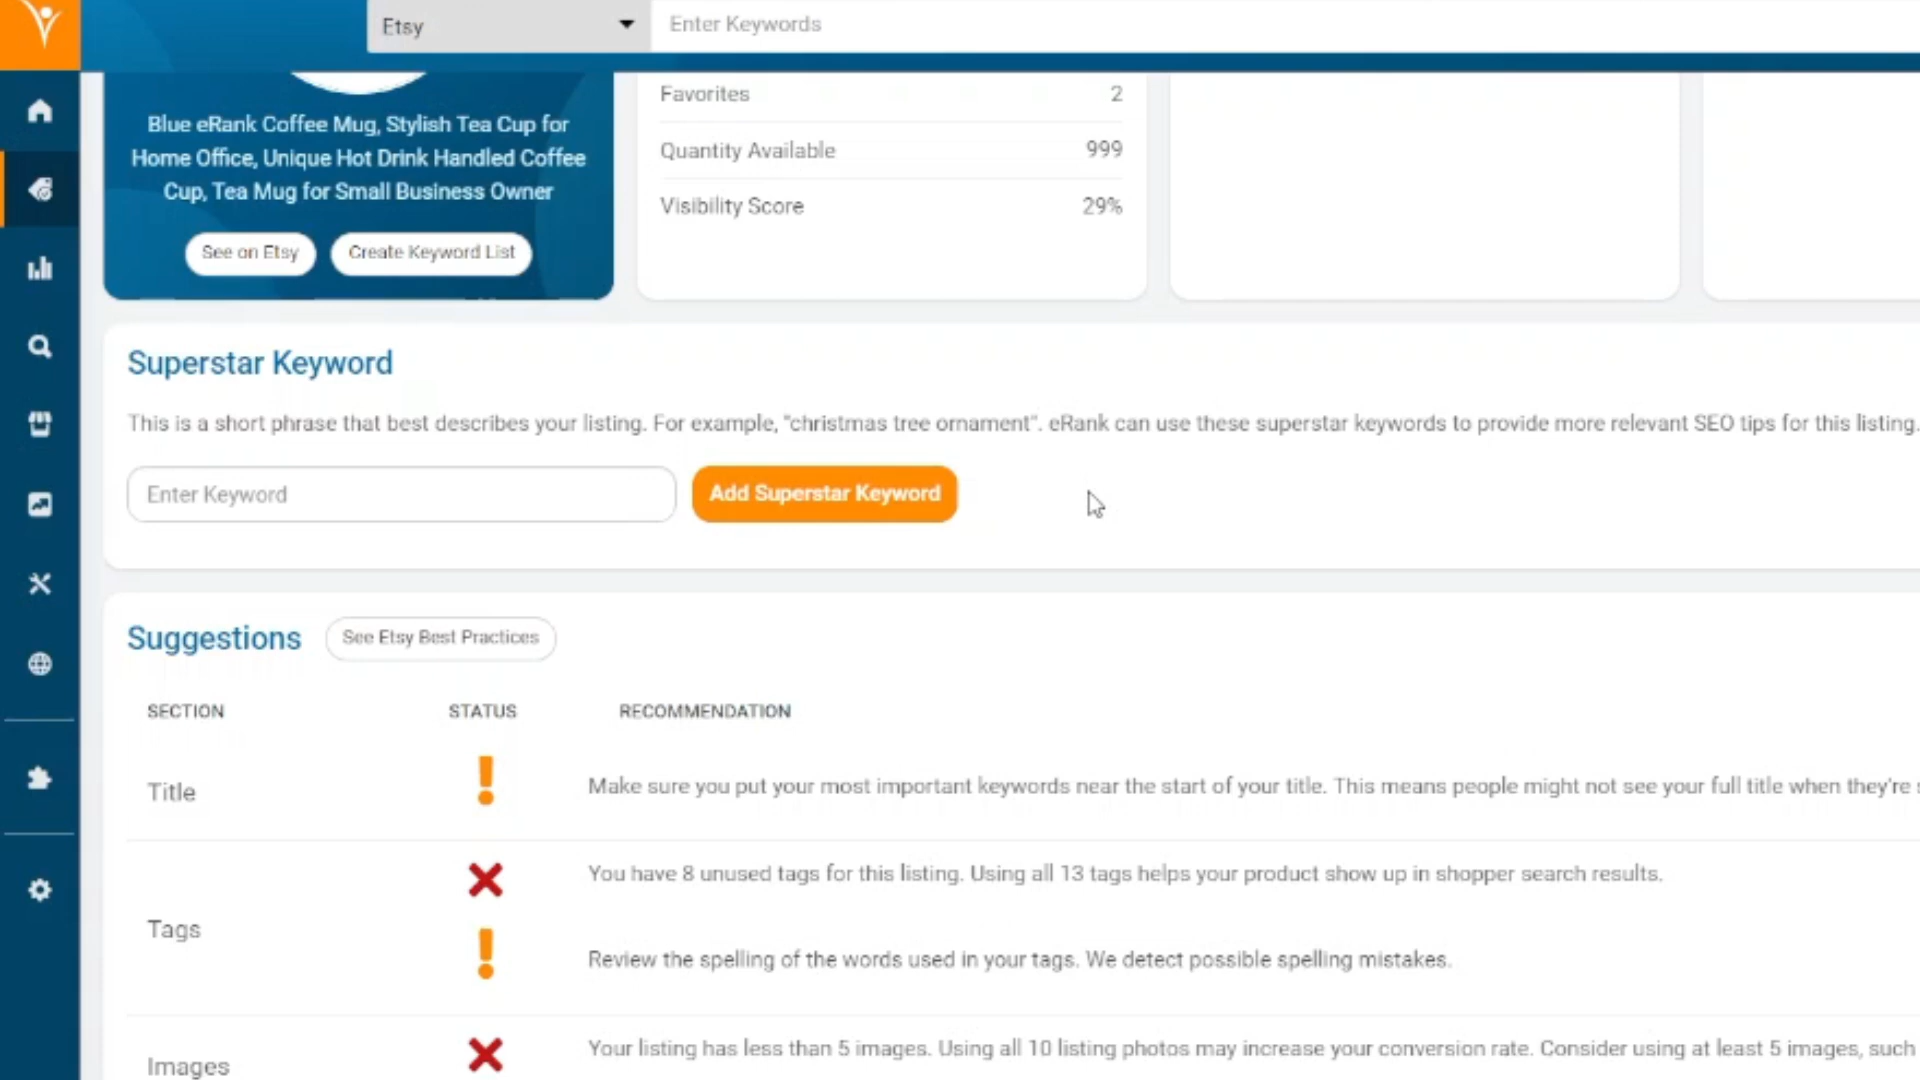 Etsy
Enter Keywords
Blue eRank Coffee Mug, Stylish Tea Cup for
Home Office, Unique Hot Drink Handled Coffee
Cup, Tea Mug for Small Business Owner
See on Etsy
Create Keyword List
Favorites 2
Quantity Available 999
Visibility Score 29%
Superstar Keyword
This is a short phrase that best describes your listing. For example, "christmas tree ornament". eRank can use these superstar keywords to provide more relevant SEO tips for this listing.
Enter Keyword
Add Superstar Keyword
Suggestions
See Etsy Best Practices
SECTION STATUS RECOMMENDATION
Title
Make sure you put your most important keywords near the start of your title. This means people might not see your full title when they're
Tags
You have 8 unused tags for this listing. Using all 13 tags helps your product show up in shopper search results.
Review the spelling of the words used in your tags. We detect possible spelling mistakes.
Images
Your listing has less than 5 images. Using all 10 listing photos may increase your conversion rate. Consider using at least 5 images, such